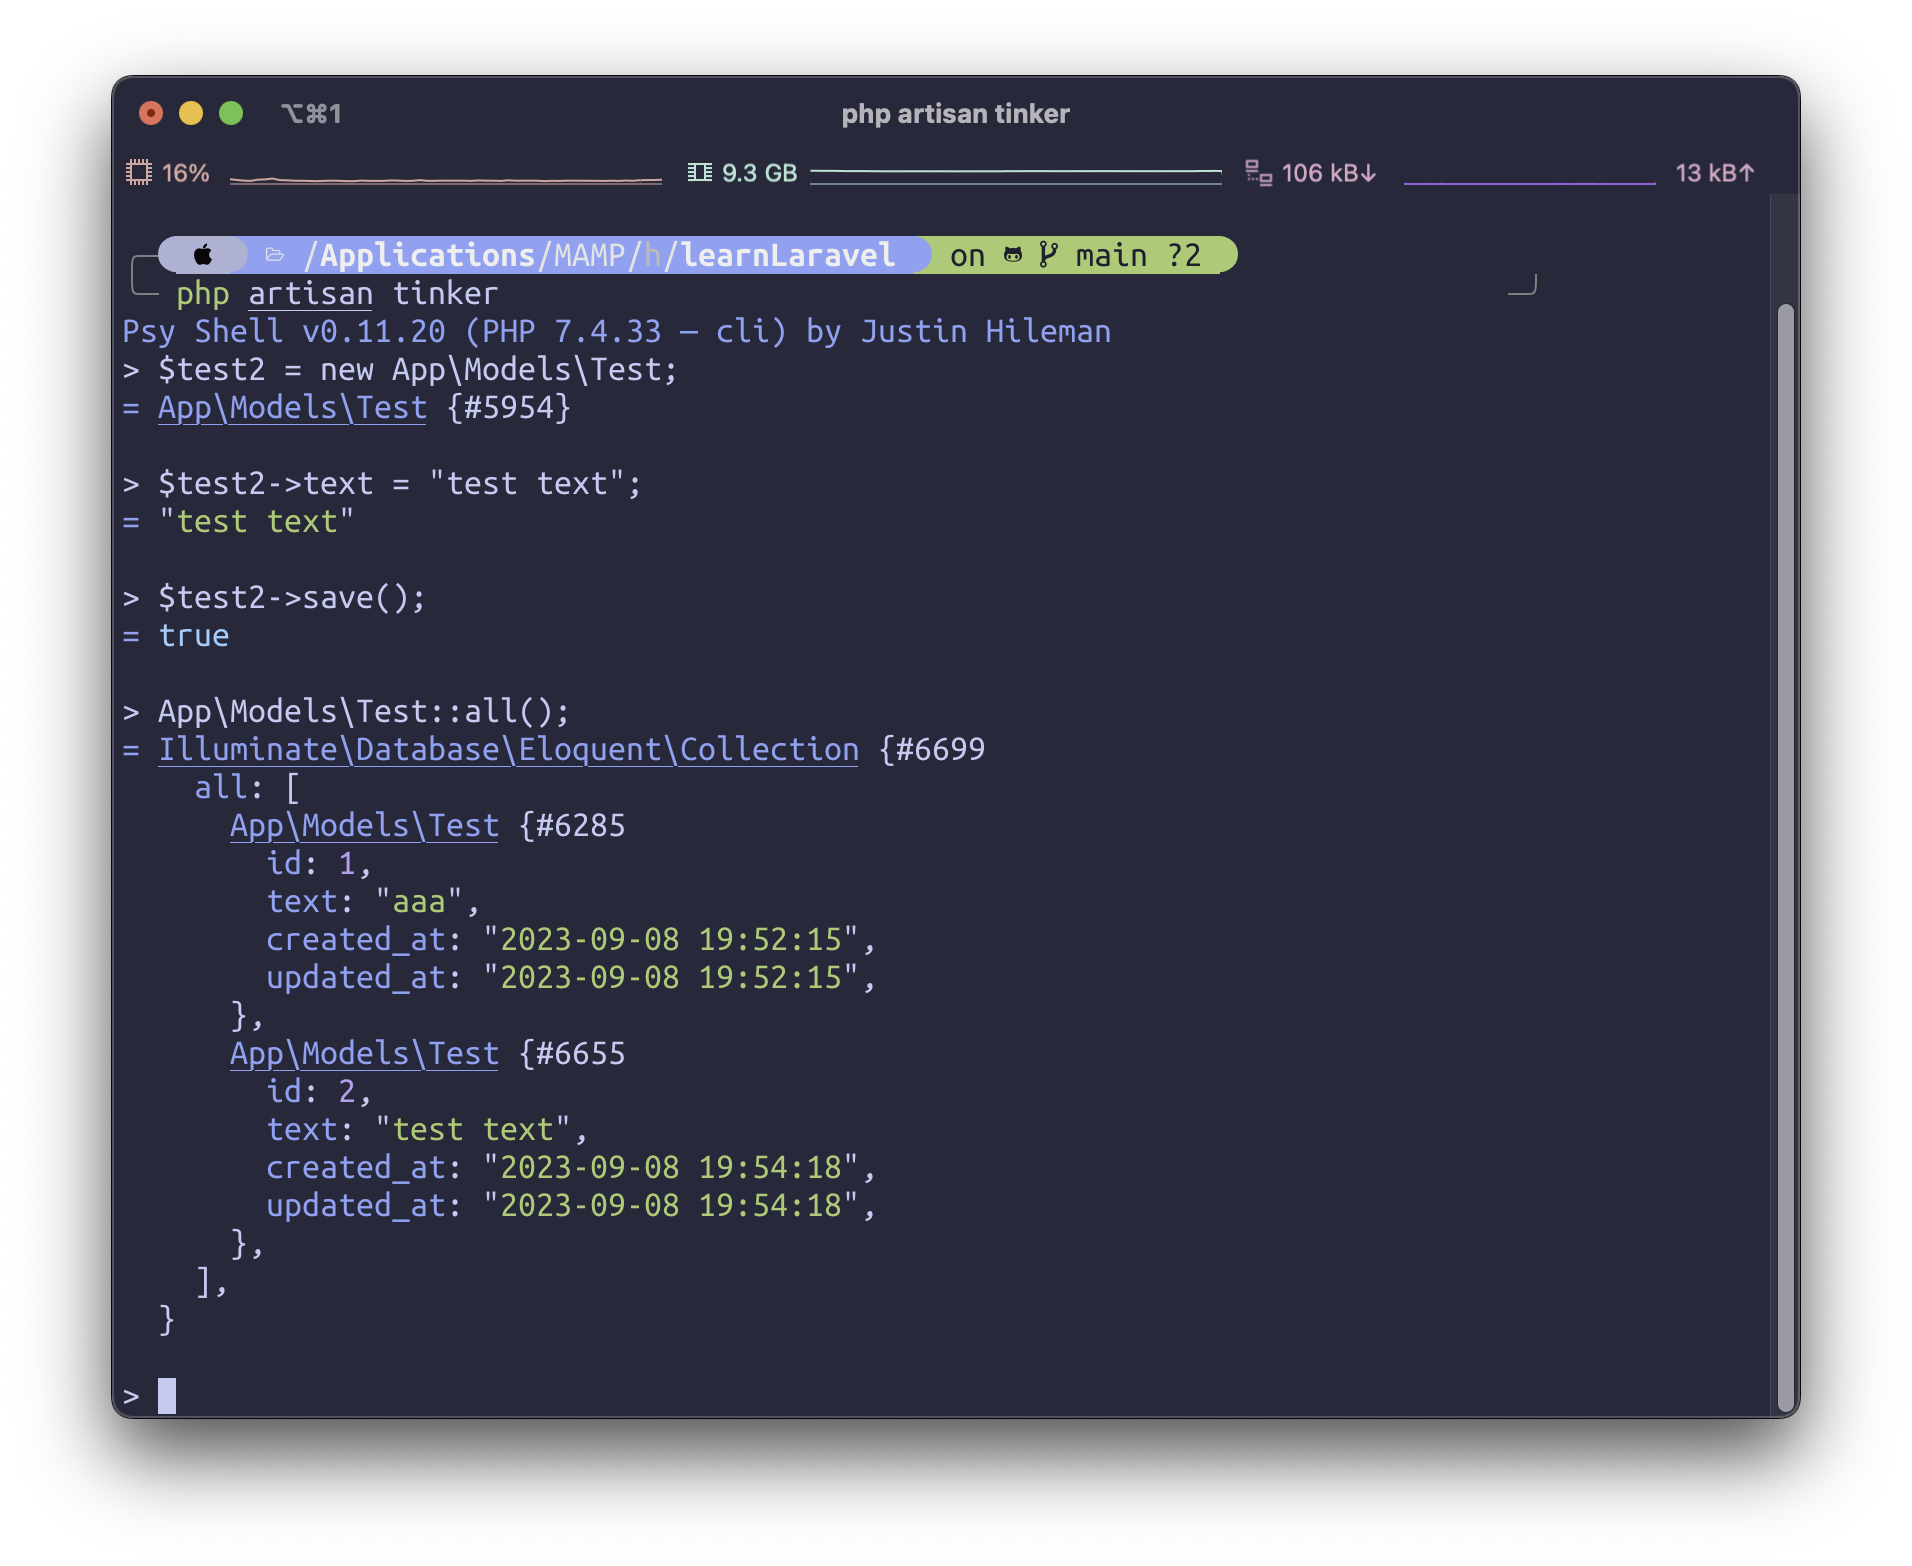 ⌥⌘1 php artisan tinker
16% 9.3 GB 106 kB↓ 13 kB↑
/Applications/MAMP/h/learnLaravel on main ?2
php artisan tinker
Psy Shell v0.11.20 (PHP 7.4.33 — cli) by Justin Hileman
> $test2 = new App\Models\Test;
= App\Models\Test {#5954}
> $test2->text = "test text";
= "test text"
> $test2->save();
= true
> App\Models\Test::all();
= Illuminate\Database\Eloquent\Collection {#6699
all: [
App\Models\Test {#6285
id: 1,
text: "aaa",
created_at: "2023-09-08 19:52:15",
updated_at: "2023-09-08 19:52:15",
},
App\Models\Test {#6655
id: 2,
text: "test text",
created_at: "2023-09-08 19:54:18",
updated_at: "2023-09-08 19:54:18",
},
],
}
>